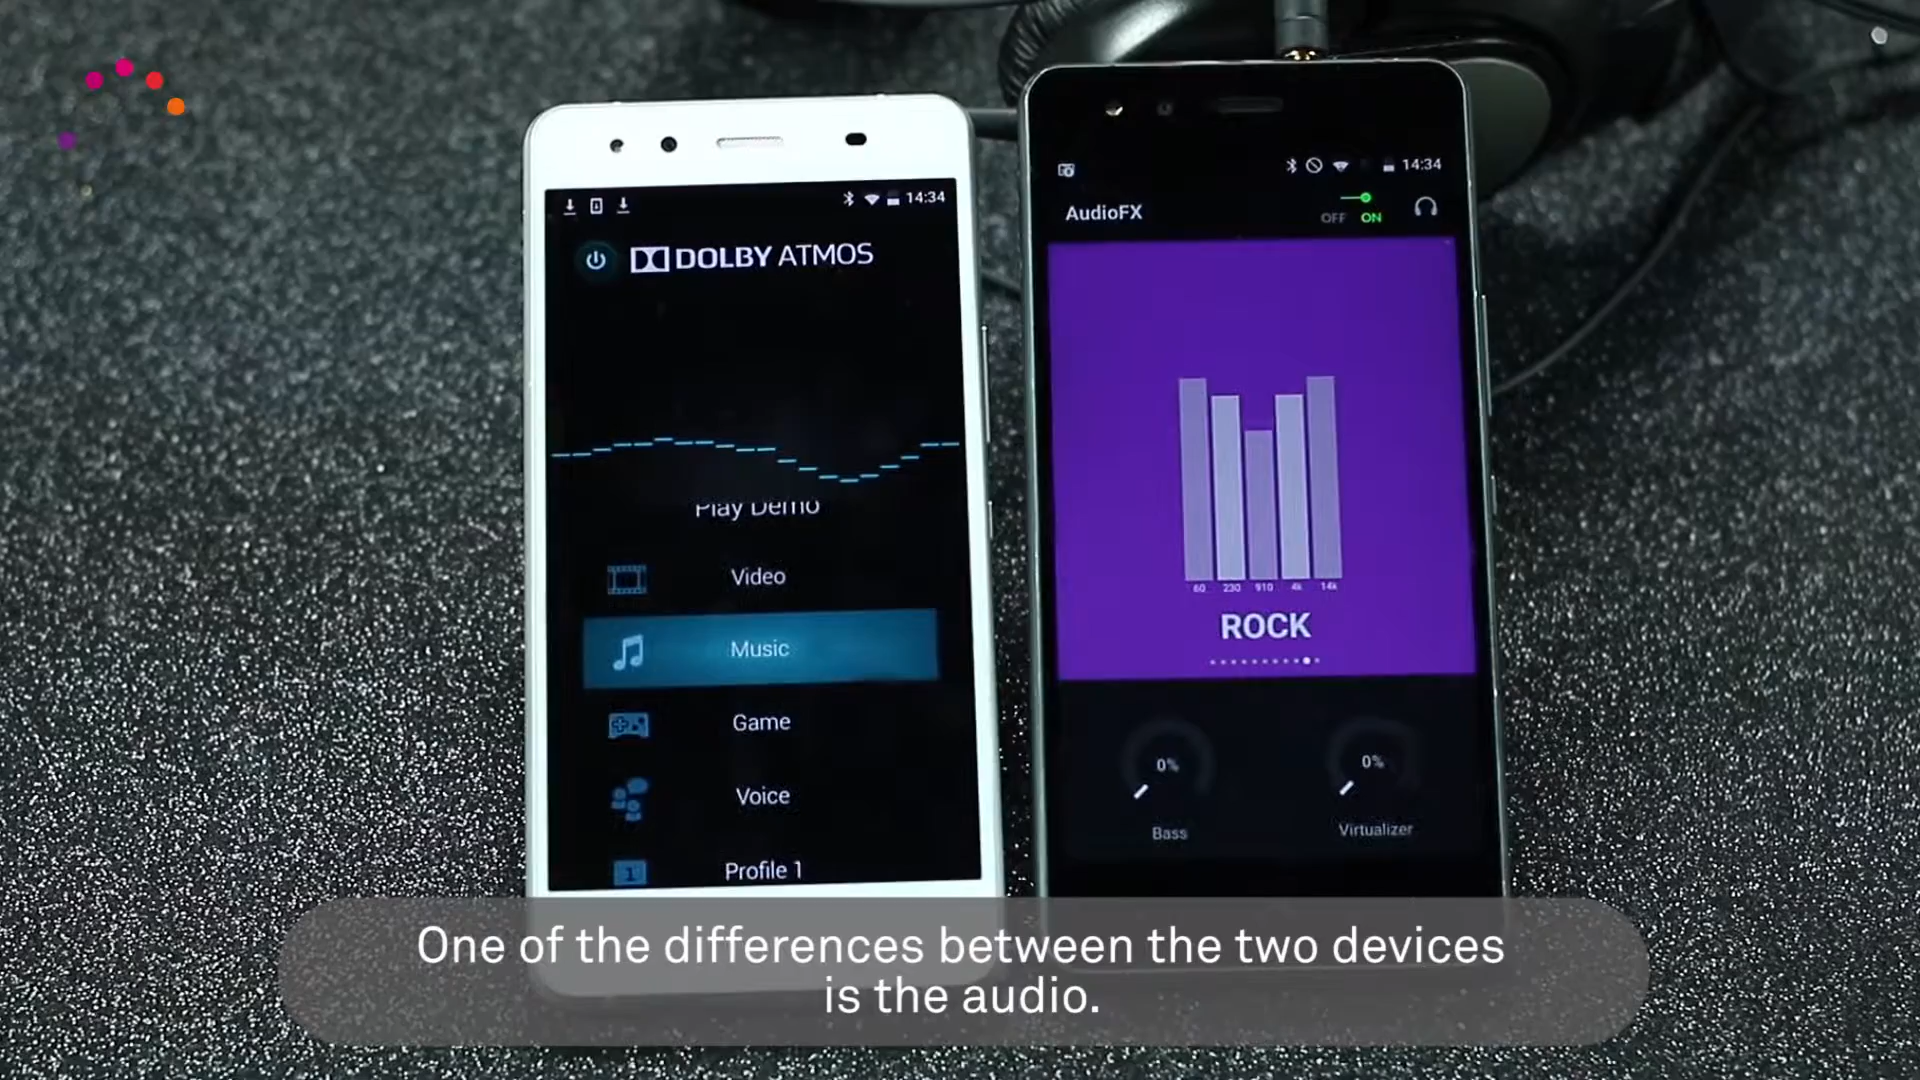 14:34
DOLBY ATMOS
Play Demo
Video
Music
Game
Voice
1
Profile 1
14:34
AudioFX
OFF ON
60 230 910 4k 14k
ROCK
0%
Bass
0%
Virtualizer
One of the differences between the two devices
is the audio.